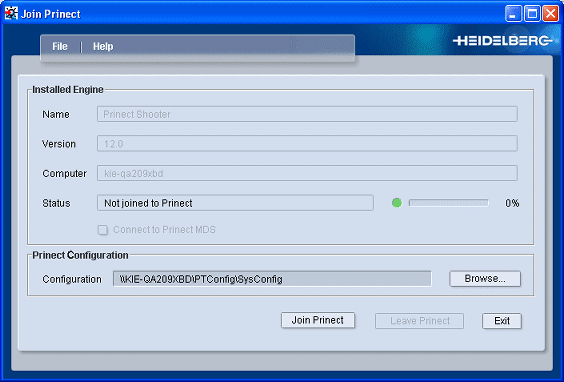 Join Prinect
File Help
HEIDELBERG
Installed Engine
Name Prinect Shooter
Version 12.0
Computer kie-qa209xbd
Status Not joined to Prinect 0%
Connect to Prinect MDS
Prinect Configuration
Configuration \\KIE-QA209XBD\PTConfig\SysConfig Browse...
Join Prinect Leave Prinect Exit